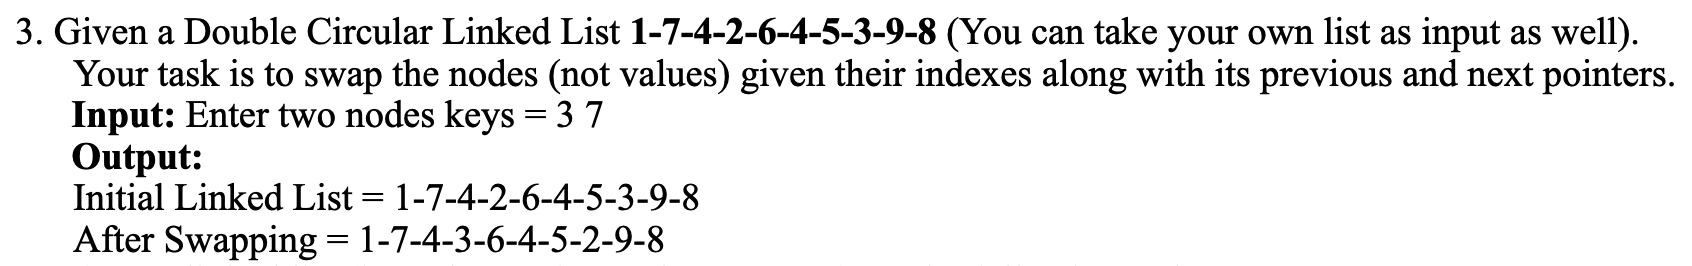 3. Given a Double Circular Linked List 1-7-4-2-6-4-5-3-9-8 (You can take your own list as input as well).
Your task is to swap the nodes (not values) given their indexes along with its previous and next pointers.
Input: Enter two nodes keys = 3 7
Output:
Initial Linked List = 1-7-4-2-6-4-5-3-9-8
After Swapping = 1-7-4-3-6-4-5-2-9-8